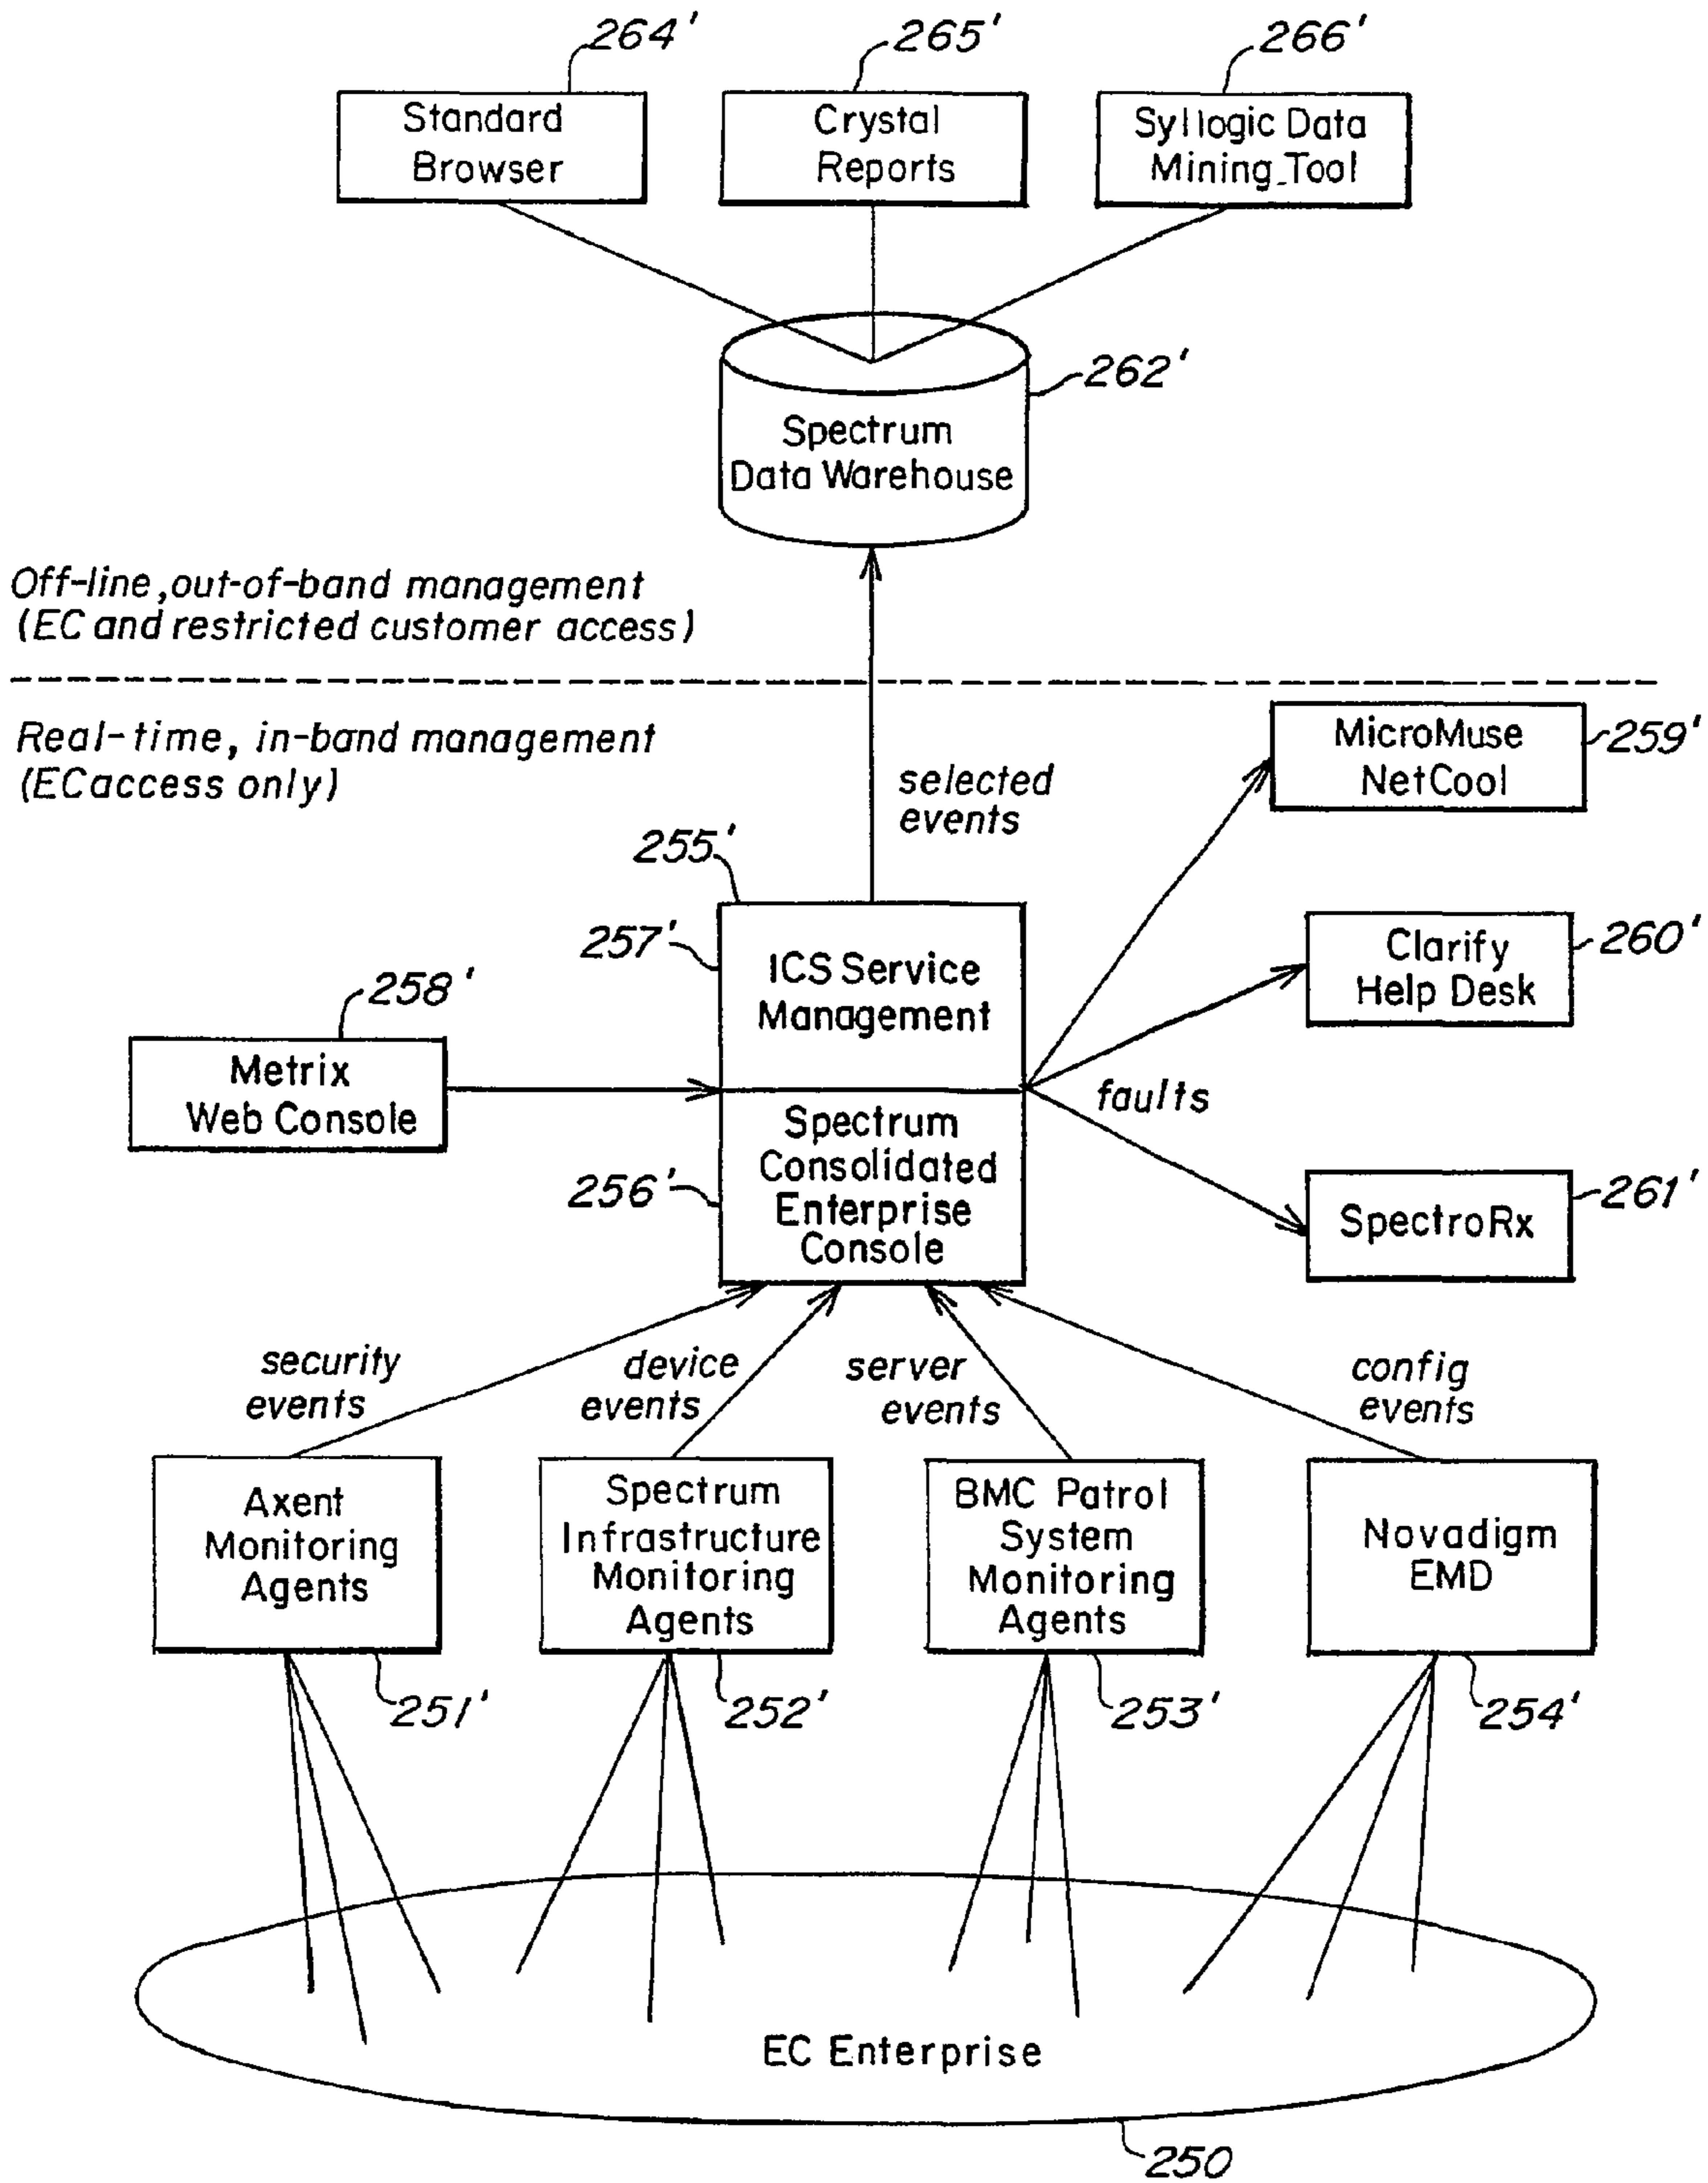 264'
265'
266'
Standard
Browser
Crystal
Reports
Syllogic Data
Mining Tool
262'
Spectrum
Data Warehouse
Off-line, out-of-band management
(EC and restricted customer access)
Real-time, in-band management
(EC access only)
selected
events
MicroMuse
NetCool
259'
255'
257'
ICS Service
Management
Clarify
Help Desk
260'
258'
Metrix
Web Console
faults
Spectrum
Consolidated
Enterprise
Console
256'
SpectroRx
261'
security
events
device
events
server
events
config
events
Axent
Monitoring
Agents
Spectrum
Infrastructure
Monitoring
Agents
BMC Patrol
System
Monitoring
Agents
Novadigm
EMD
251'
252'
253'
254'
EC Enterprise
250